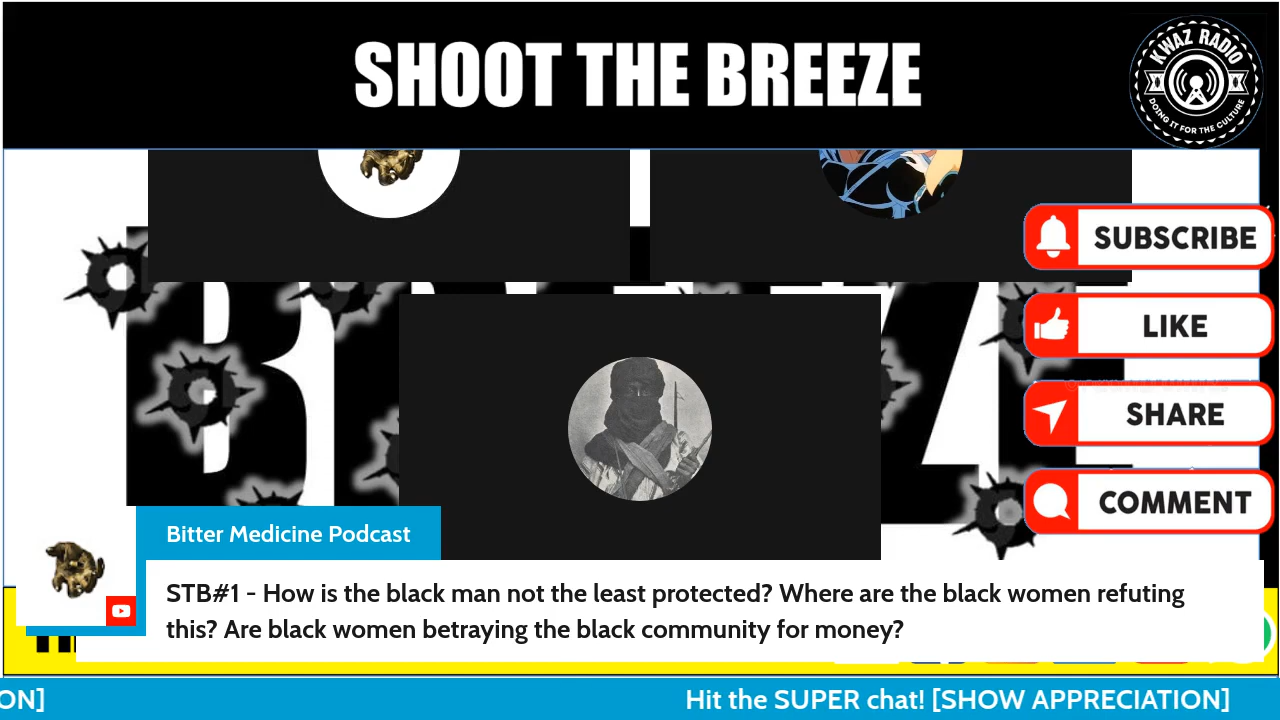 SHOOT THE BREEZE
KWAZ RADIO
DOING IT FOR THE CULTURE
SUBSCRIBE
LIKE
SHARE
COMMENT
Bitter Medicine Podcast
STB#1 - How is the black man not the least protected? Where are the black women refuting
this? Are black women betraying the black community for money?
ON] Hit the SUPER chat! [SHOW APPRECIATION]